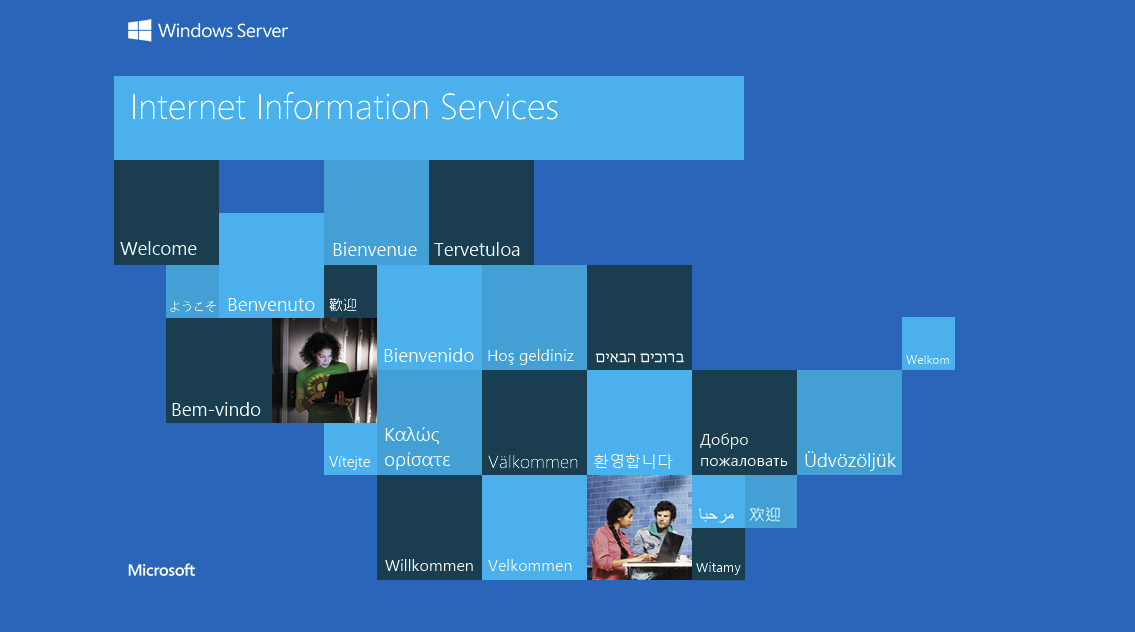 Windows Server
Internet Information Services
Welcome
Bienvenue
Tervetuloa
ようこそ
Benvenuto
歡迎
Bienvenido
Hoş geldiniz
ברוכים הבאים
Welkom
Bem-vindo
Vítejte
Καλώς
ορίσατε
Välkommen
환영합니다
Добро
пожаловать
Üdvözöljük
Willkommen
Velkommen
مرحبا
欢迎
Witamy
Microsoft